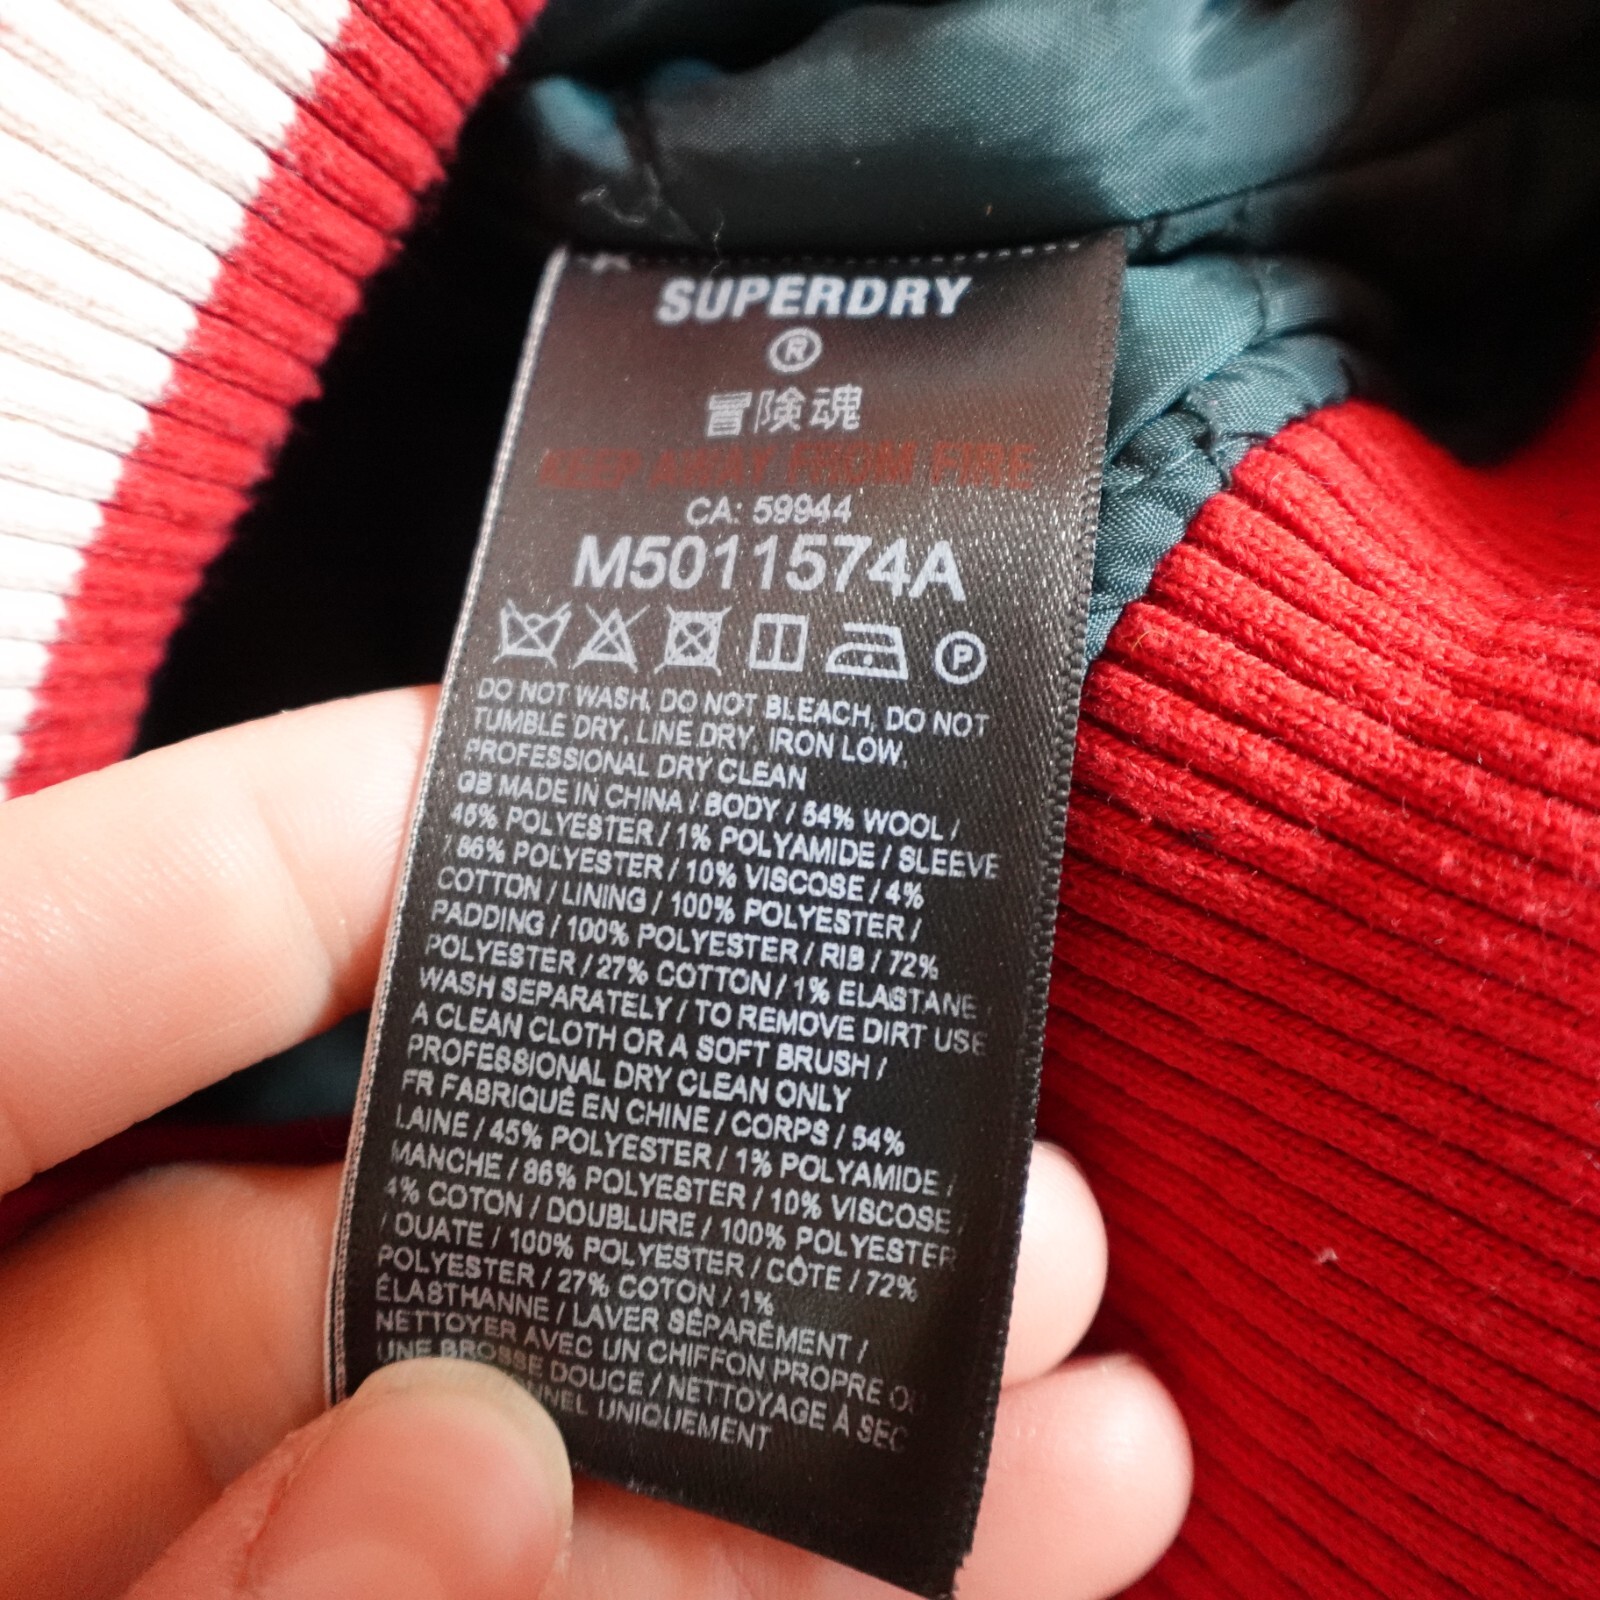 SUPERDRY
®
冒険魂
KEEP AWAY FROM FIRE
CA: 59944
M5011574A
P
DO NOT WASH, DO NOT BLEACH, DO NOT
TUMBLE DRY, LINE DRY, IRON LOW
PROFESSIONAL DRY CLEAN
GB MADE IN CHINA / BODY / 54% WOOL /
45% POLYESTER / 1% POLYAMIDE / SLEEVE
/ 86% POLYESTER / 10% VISCOSE / 4%
COTTON / LINING / 100% POLYESTER /
PADDING / 100% POLYESTER / RIB / 72%
POLYESTER / 27% COTTON / 1% ELASTANE
WASH SEPARATELY / TO REMOVE DIRT USE
A CLEAN CLOTH OR A SOFT BRUSH /
PROFESSIONAL DRY CLEAN ONLY
FR FABRIQUÉ EN CHINE / CORPS / 54%
LAINE / 45% POLYESTER / 1% POLYAMIDE /
MANCHE / 86% POLYESTER / 10% VISCOSE /
4% COTON / DOUBLURE / 100% POLYESTER
/ OUATE / 100% POLYESTER / CÔTE / 72%
POLYESTER / 27% COTON / 1%
ÉLASTHANNE / LAVER SÉPARÉMENT /
NETTOYER AVEC UN CHIFFON PROPRE OU
UNE BROSSE DOUCE / NETTOYAGE À SEC
UNIQUEMENT